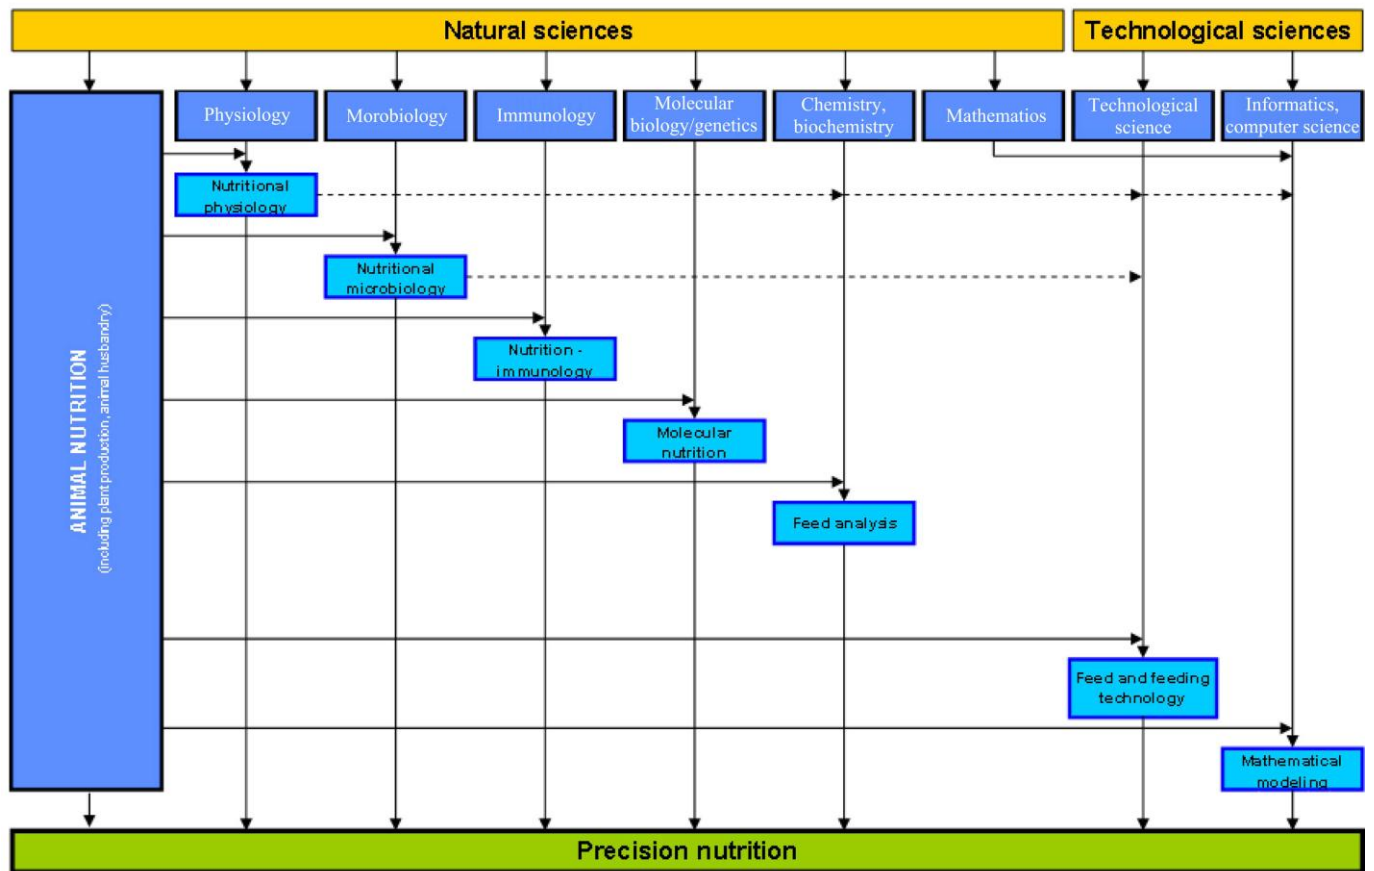 Natural sciences
Technological sciences
Physiology
Morobiology
Immunology
Molecular
biology/genetics
Chemistry,
biochemistry
Mathematios
Technological
science
Informatics,
computer science
ANIMAL NUTRITION
(including plant production, animal husbandry)
Nutritional
physiology
Nutritional
microbiology
Nutrition -
immunology
Molecular
nutrition
Feed analysis
Feed and feeding
technology
Mathematical
modeling
Precision nutrition